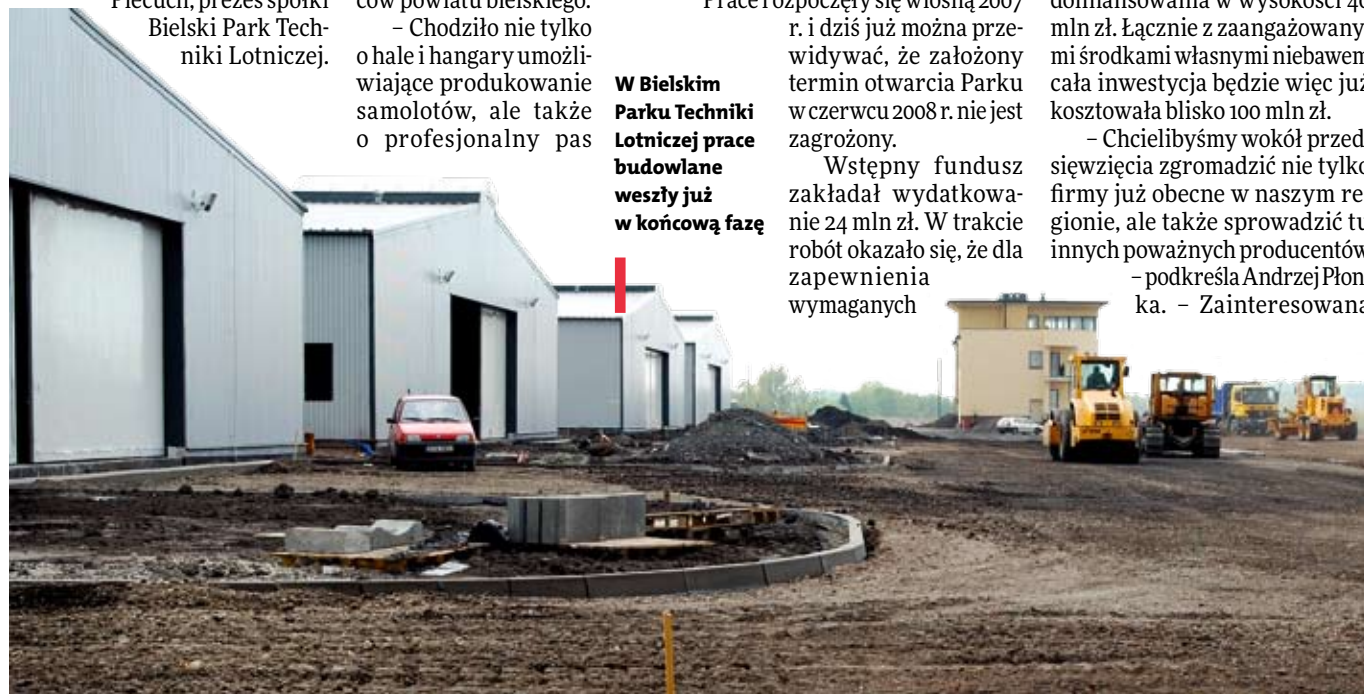 Piecuch, prezes spółki
Bielski Park Tech-
niki Lotniczej.
ców powiatu bielskiego.
– Chodziło nie tylko
o hale i hangary umożli-
wiające produkowanie
samolotów, ale także
o profesjonalny pas
W Bielskim
Parku Techniki
Lotniczej prace
budowlane
weszły już
w końcową fazę
Prace rozpoczęły się wiosną 2007
r. i dziś już można prze-
widywać, że założony
termin otwarcia Parku
w czerwcu 2008 r. nie jest
zagrożony.
Wstępny fundusz
zakładał wydatkowa-
nie 24 mln zł. W trakcie
robót okazało się, że dla
zapewnienia
wymaganych
dofinansowania w wysokości 40
mln zł. Łącznie z zaangażowany
mi środkami własnymi niebawem
cała inwestycja będzie więc już
kosztowała blisko 100 mln zł.
– Chcielibyśmy wokół przed
sięwzięcia zgromadzić nie tylko
firmy już obecne w naszym re
gionie, ale także sprowadzić tu
innych poważnych producentów
– podkreśla Andrzej Płon
ka. – Zainteresowana